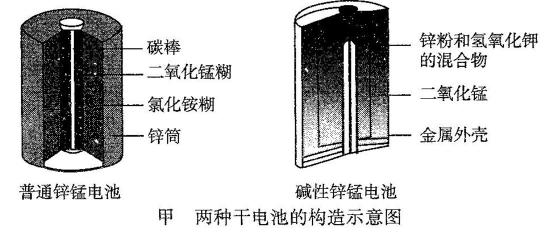 碳棒
二氧化锰糊
氯化铵糊
锌筒
普通锌锰电池
锌粉和氢氧化钾
的混合物
二氧化锰
金属外壳
碱性锌锰电池
甲 两种干电池的构造示意图